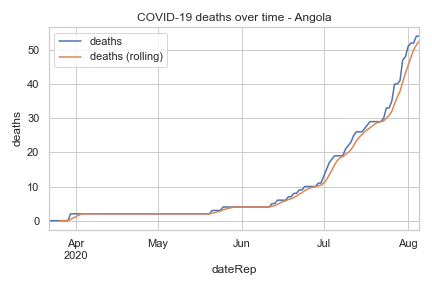 COVID-19 deaths over time - Angola
deaths
deaths (rolling)
deaths
50
40
30
20
10
0
Apr
2020
May
Jun
Jul
Aug
dateRep